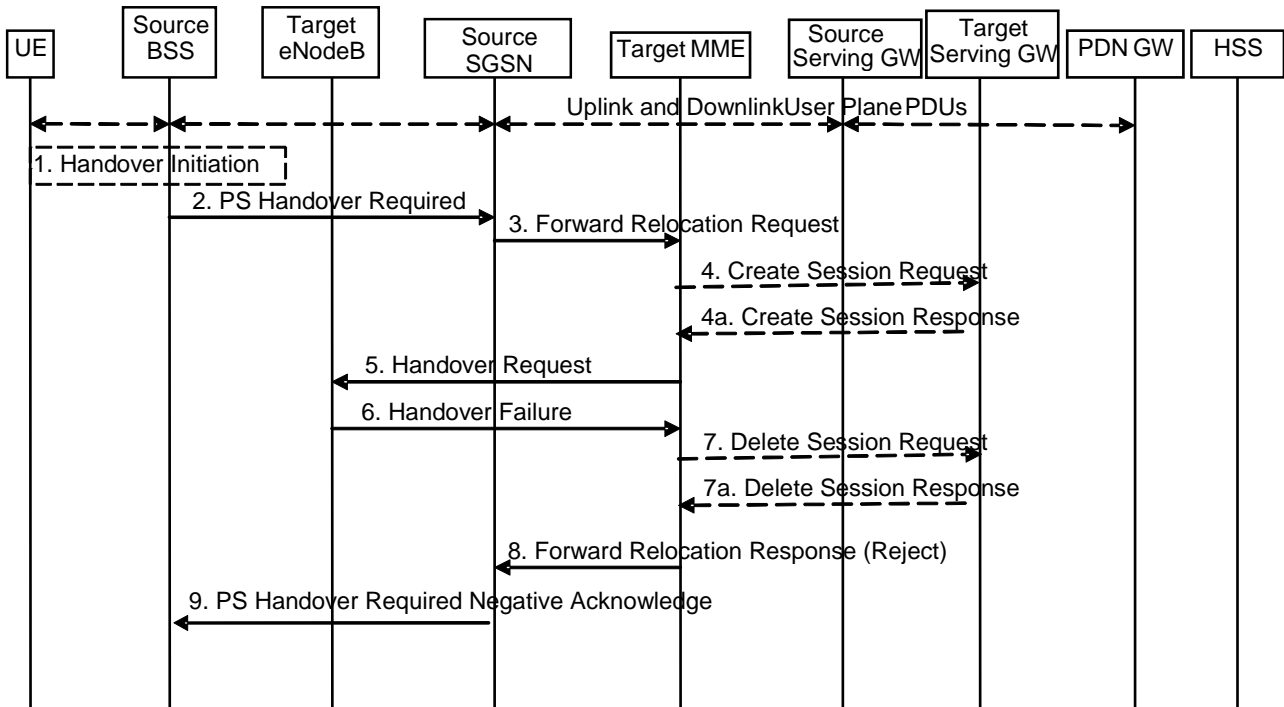 UE
Source
BSS
Target
eNodeB
Source
SGSN
Target MME
Source
Serving GW
Target
Serving GW
PDN GW
HSS
Uplink and DownlinkUser PlanePDUs
1. Handover Initiation
2. PS Handover Required
3. Forward Relocation Request
4. Create Session Request
4a. Create Session Response
5. Handover Request
6. Handover Failure
7. Delete Session Request
7a. Delete Session Response
8. Forward Relocation Response (Reject)
9. PS Handover Required Negative Acknowledge